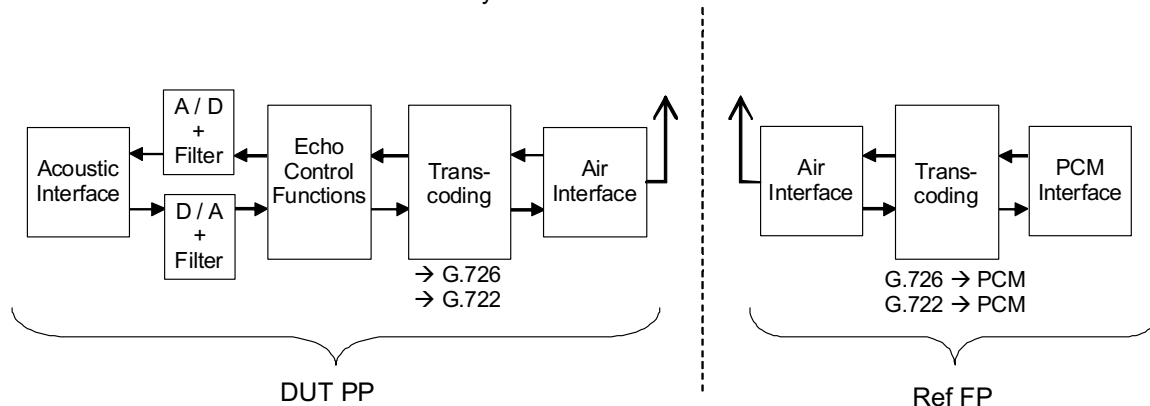 A / D
+
Filter
Acoustic
Interface
D / A
+
Filter
Echo
Control
Functions
Trans-
coding
→ G.726
→ G.722
Air
Interface
DUT PP
Air
Interface
Trans-
coding
G.726 → PCM
G.722 → PCM
PCM
Interface
Ref FP